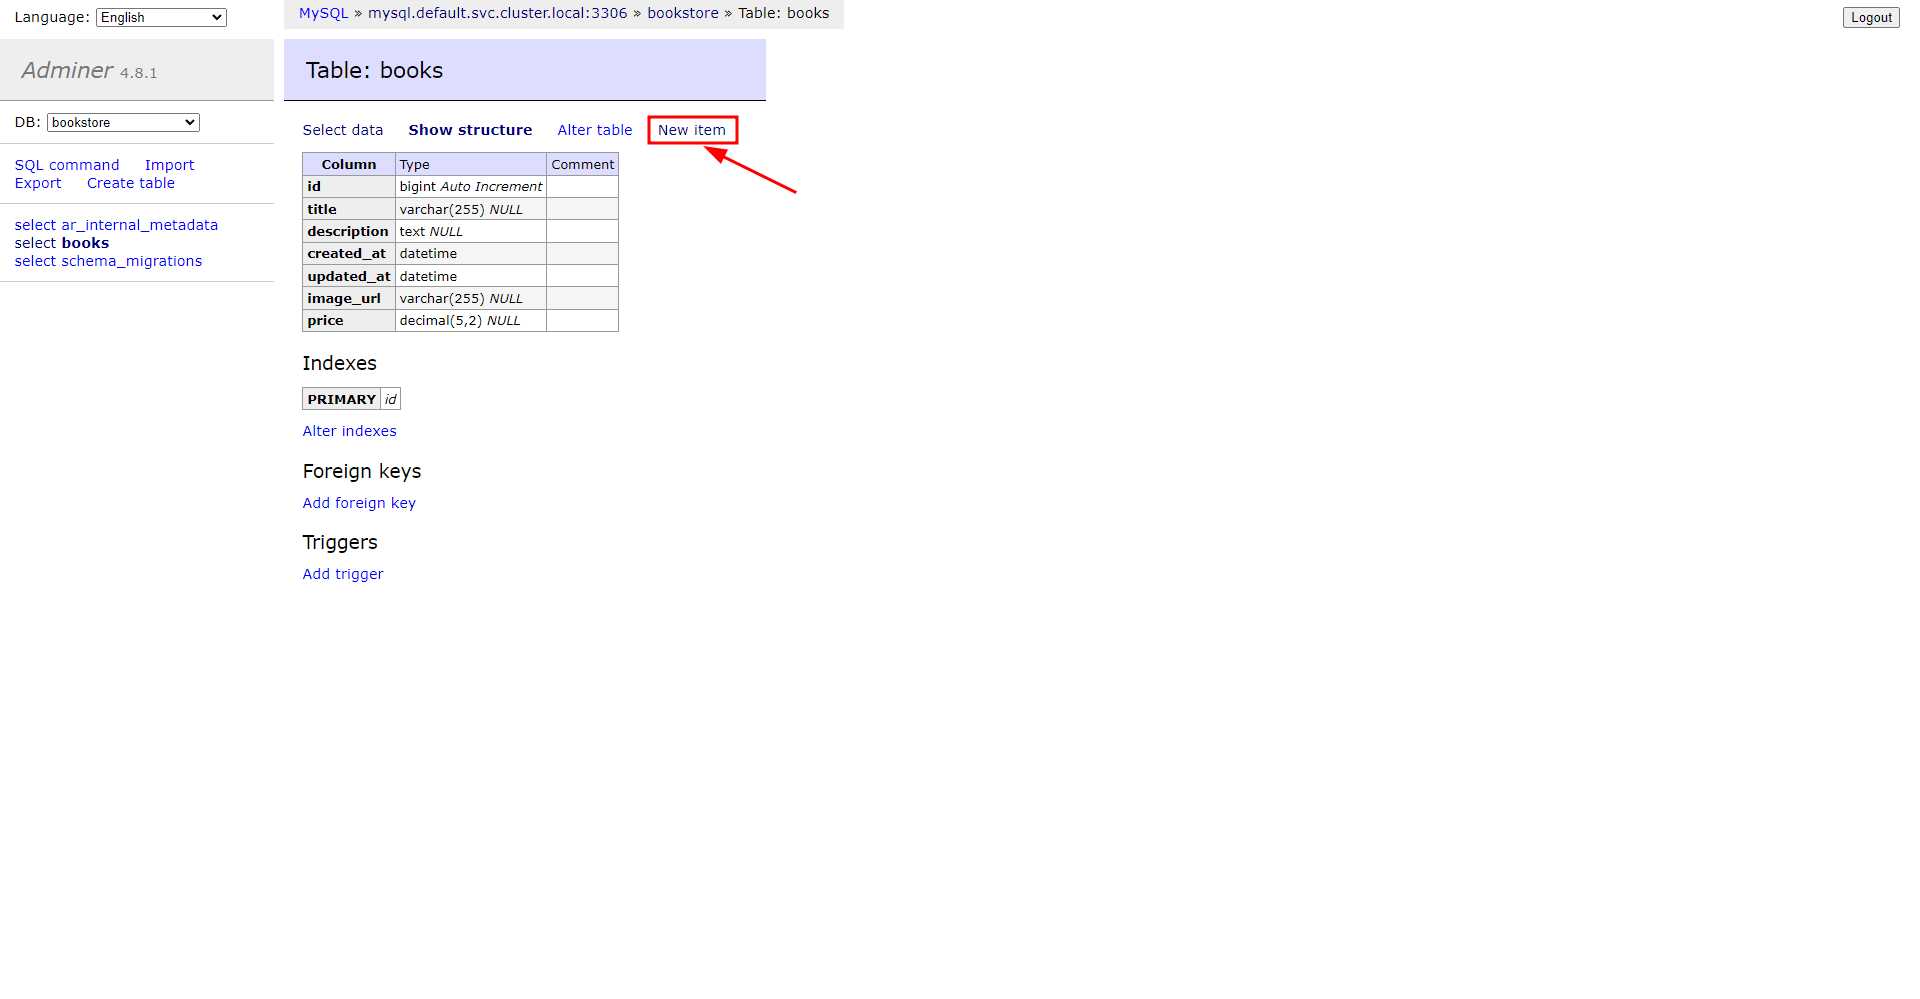 Language: English
MySQL » mysql.default.svc.cluster.local:3306 » bookstore » Table: books
Logout
Adminer 4.8.1
DB: bookstore
SQL command Import
Export Create table
select ar_internal_metadata
select books
select schema_migrations
Table: books
Select data Show structure Alter table New item
Column Type Comment
id bigint Auto Increment
title varchar(255) NULL
description text NULL
created_at datetime
updated_at datetime
image_url varchar(255) NULL
price decimal(5,2) NULL
Indexes
PRIMARY id
Alter indexes
Foreign keys
Add foreign key
Triggers
Add trigger